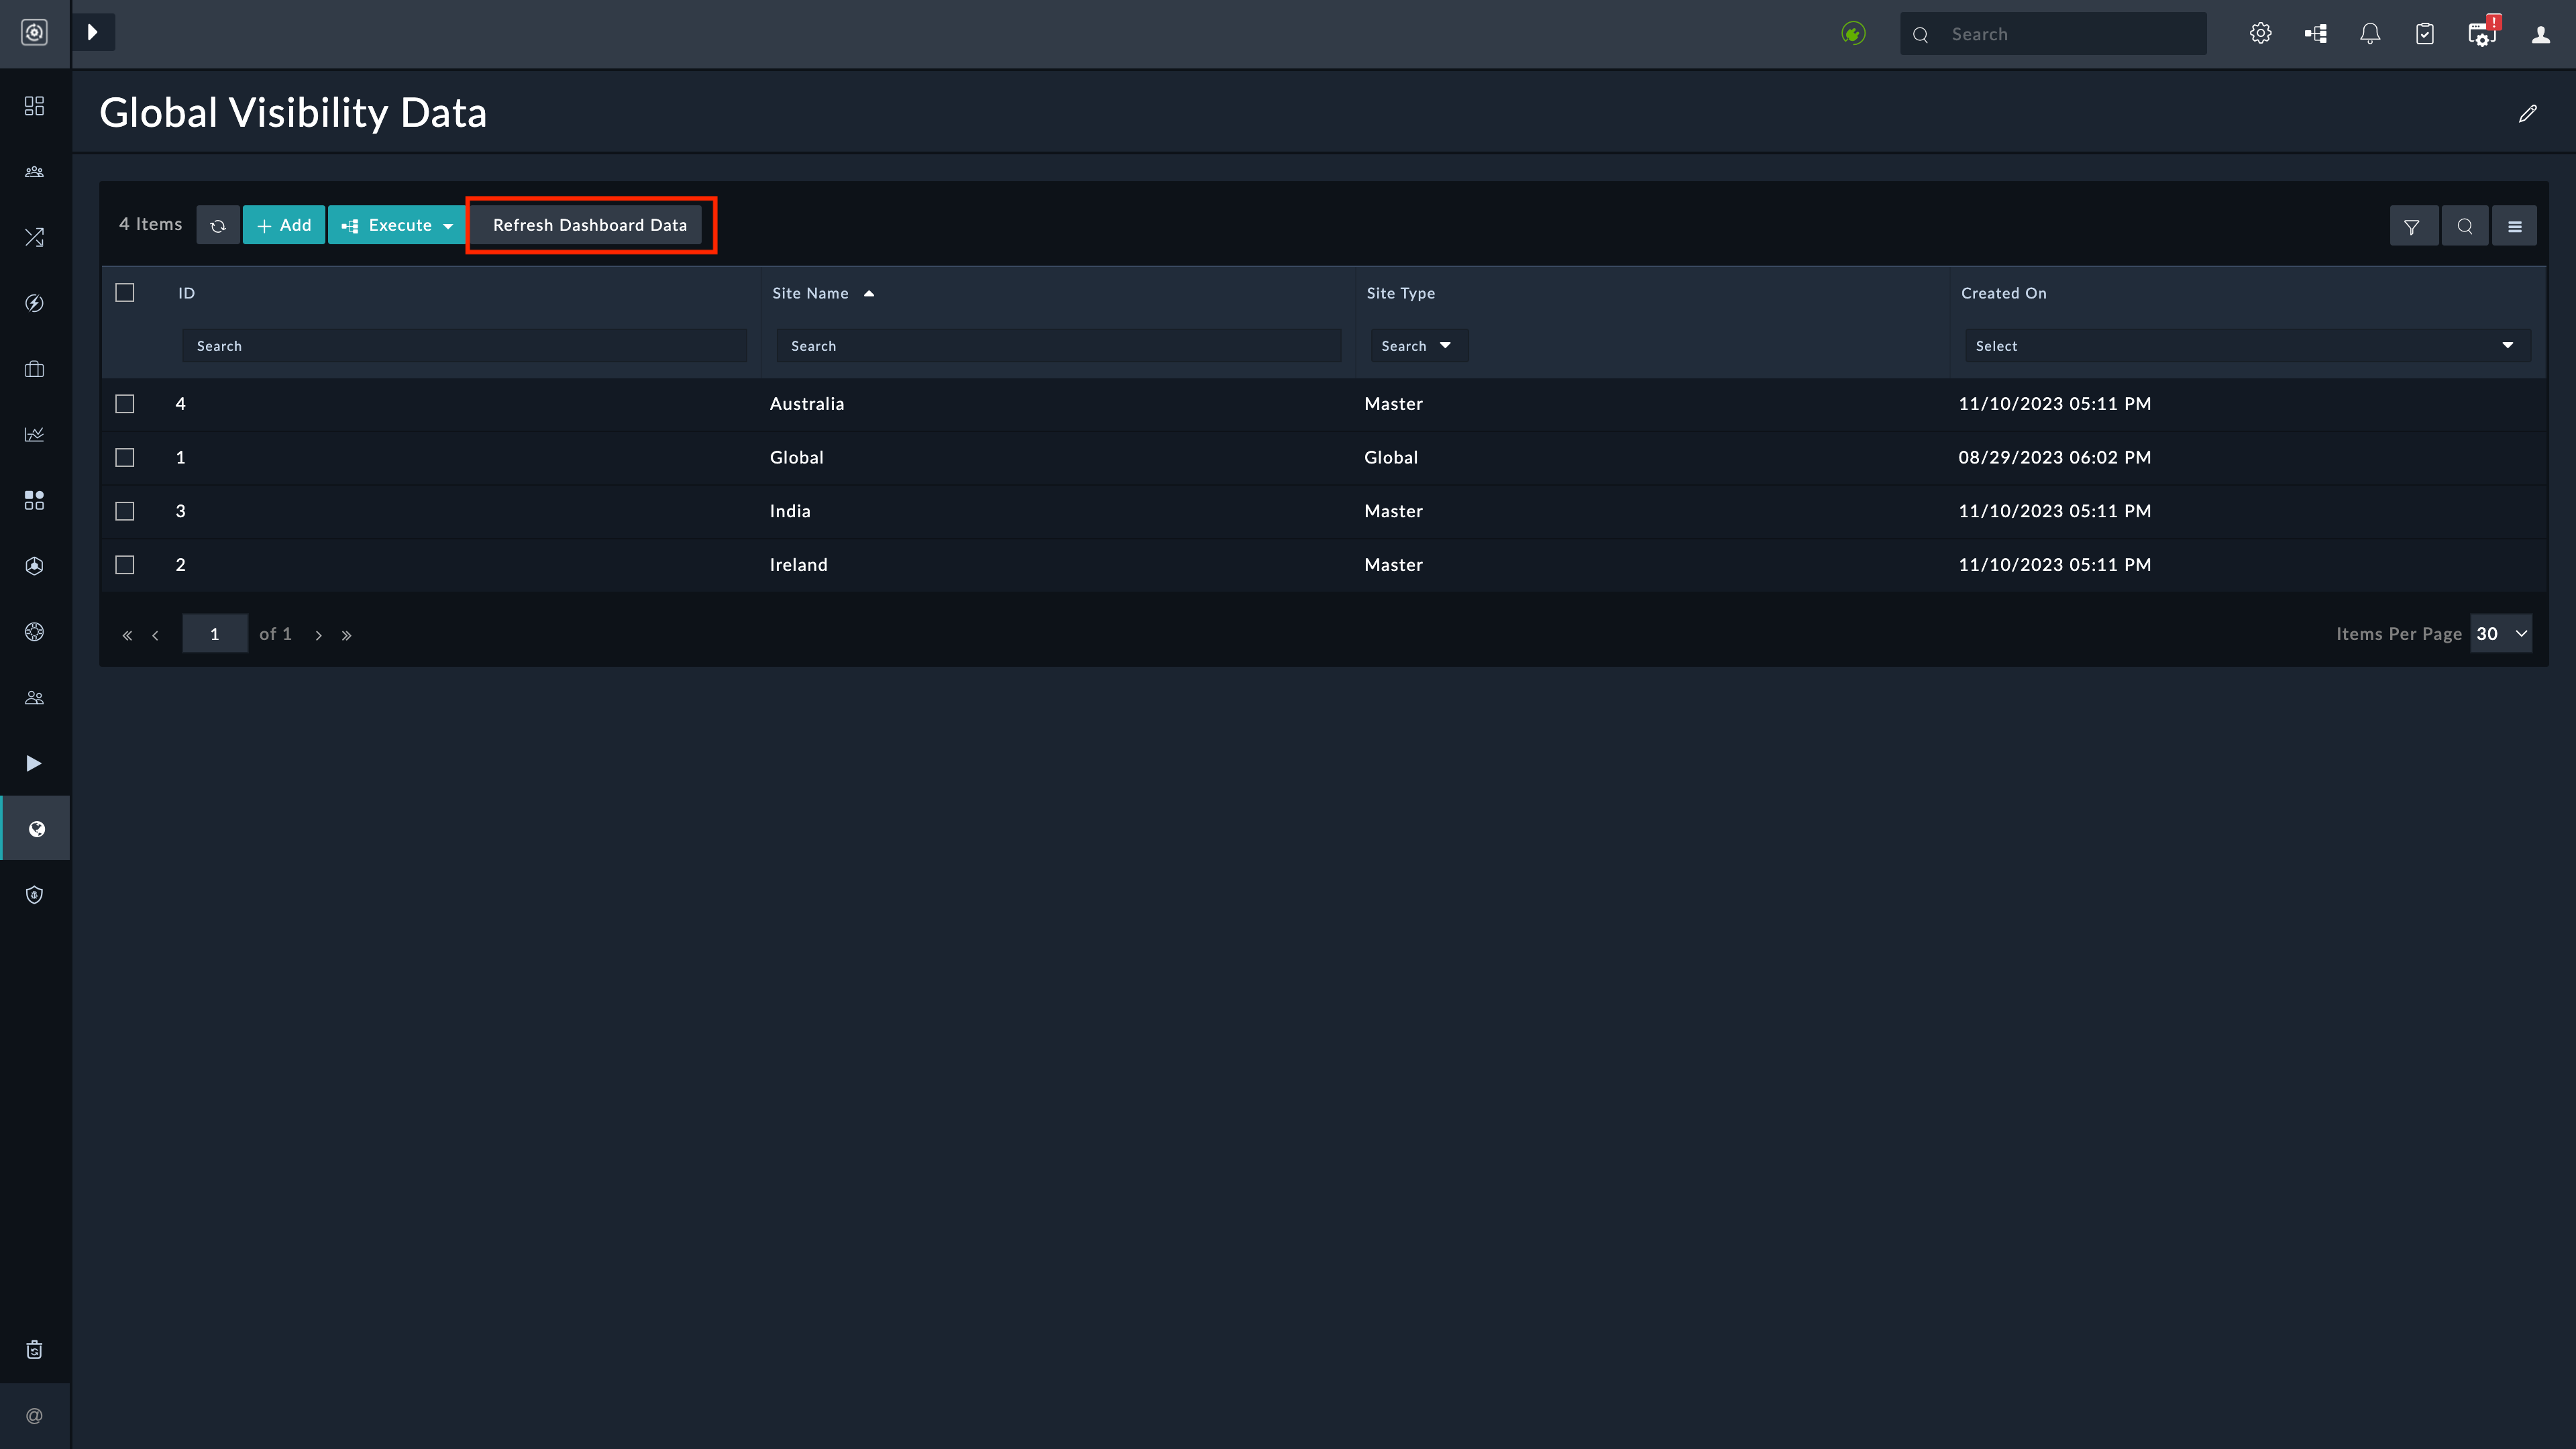 Search
!
Global Visibility Data
4 Items
Add
Execute
Refresh Dashboard Data
ID Site Name Site Type Created On
Search Search Search Select
4 Australia Master 11/10/2023 05:11 PM
1 Global Global 08/29/2023 06:02 PM
3 India Master 11/10/2023 05:11 PM
2 Ireland Master 11/10/2023 05:11 PM
« ‹ 1 of 1 › » Items Per Page 30
@